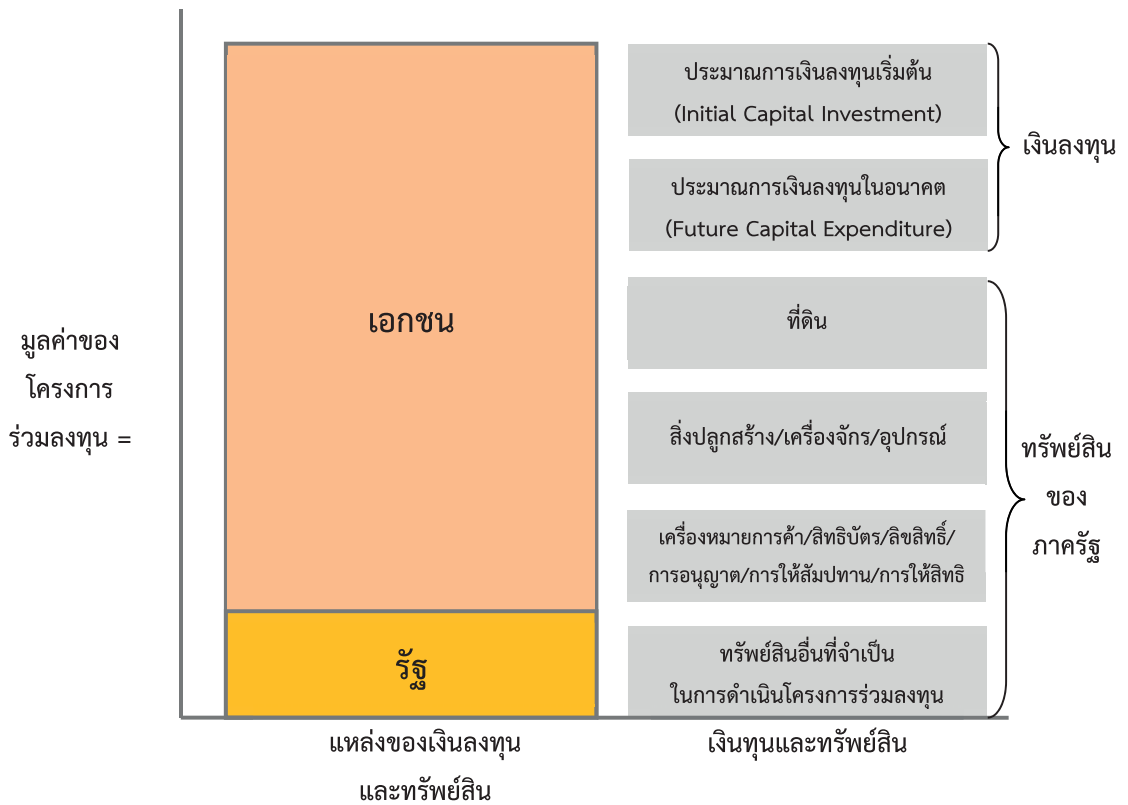 มูลค่าของ
โครงการ
ร่วมลงทุน =
เอกชน
รัฐ
แหล่งของเงินลงทุน
และทรัพย์สิน
ประมาณการเงินลงทุนเริ่มต้น
(Initial Capital Investment)
ประมาณการเงินลงทุนในอนาคต
(Future Capital Expenditure)
ที่ดิน
สิ่งปลูกสร้าง/เครื่องจักร/อุปกรณ์
เครื่องหมายการค้า/สิทธิบัตร/ลิขสิทธิ์/
การอนุญาต/การให้สัมปทาน/การให้สิทธิ
ทรัพย์สินอื่นที่จำเป็น
ในการดำเนินโครงการร่วมลงทุน
เงินทุนและทรัพย์สิน
เงินลงทุน
ทรัพย์สิน
ของ
ภาครัฐ